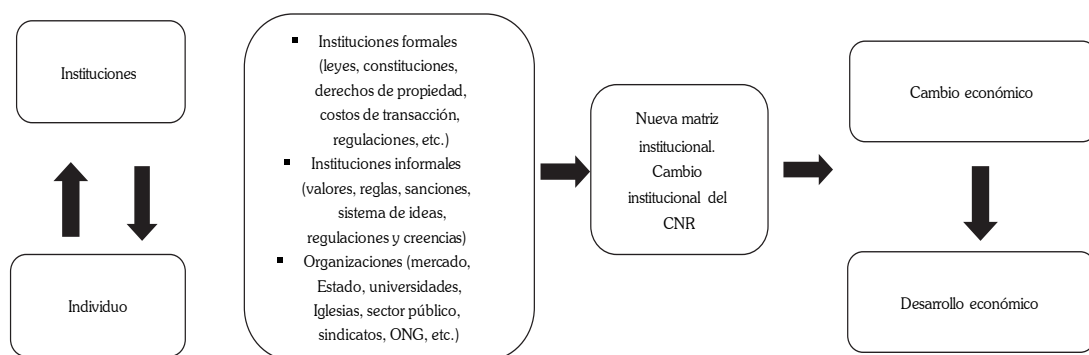 Instituciones
Individuo
▪ Instituciones formales
(leyes, constituciones,
derechos de propiedad,
costos de transacción,
regulaciones, etc.)
▪ Instituciones informales
(valores, reglas, sanciones,
sistema de ideas,
regulaciones y creencias)
▪ Organizaciones (mercado,
Estado, universidades,
Iglesias, sector público,
sindicatos, ONG, etc.)
Nueva matriz
institucional.
Cambio
institucional del
CNR
Cambio económico
Desarrollo económico